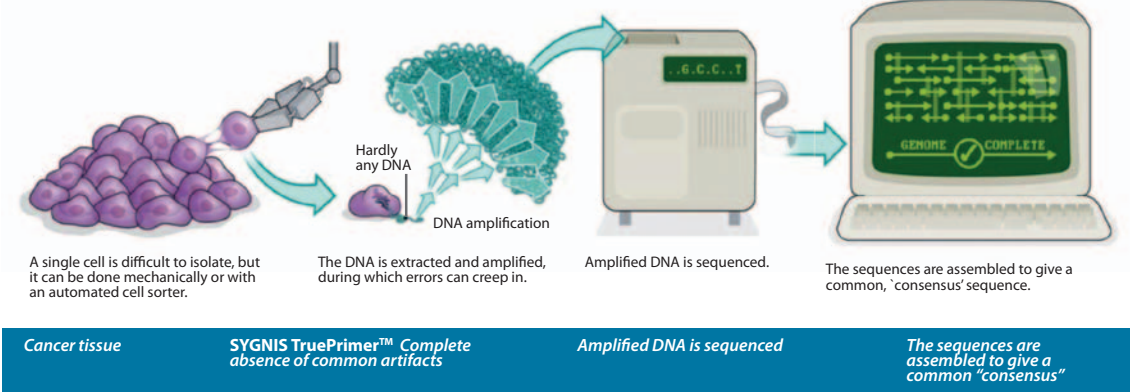 ..G.C.C..T
GENOME COMPLETE
Hardly
any DNA
DNA amplification
A single cell is difficult to isolate, but
it can be done mechanically or with
an automated cell sorter.
The DNA is extracted and amplified,
during which errors can creep in.
Amplified DNA is sequenced.
The sequences are assembled to give a
common, `consensus' sequence.
Cancer tissue
SYGNIS TruePrimer™ Complete
absence of common artifacts
Amplified DNA is sequenced
The sequences are
assembled to give a
common “consensus”